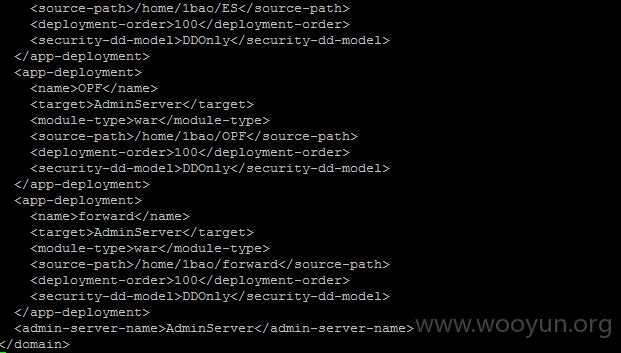 <source-path>/home/1bao/ES</source-path>
<deployment-order>100</deployment-order>
<security-dd-model>DDOnly</security-dd-model>
</app-deployment>
<app-deployment>
<name>OPF</name>
<target>AdminServer</target>
<module-type>war</module-type>
<source-path>/home/1bao/OPF</source-path>
<deployment-order>100</deployment-order>
<security-dd-model>DDOnly</security-dd-model>
</app-deployment>
<app-deployment>
<name>forward</name>
<target>AdminServer</target>
<module-type>war</module-type>
<source-path>/home/1bao/forward</source-path>
<deployment-order>100</deployment-order>
<security-dd-model>DDOnly</security-dd-model>
</app-deployment>
<admin-server-name>AdminServer</admin-server-name>
www.wooyun.org
</domain>